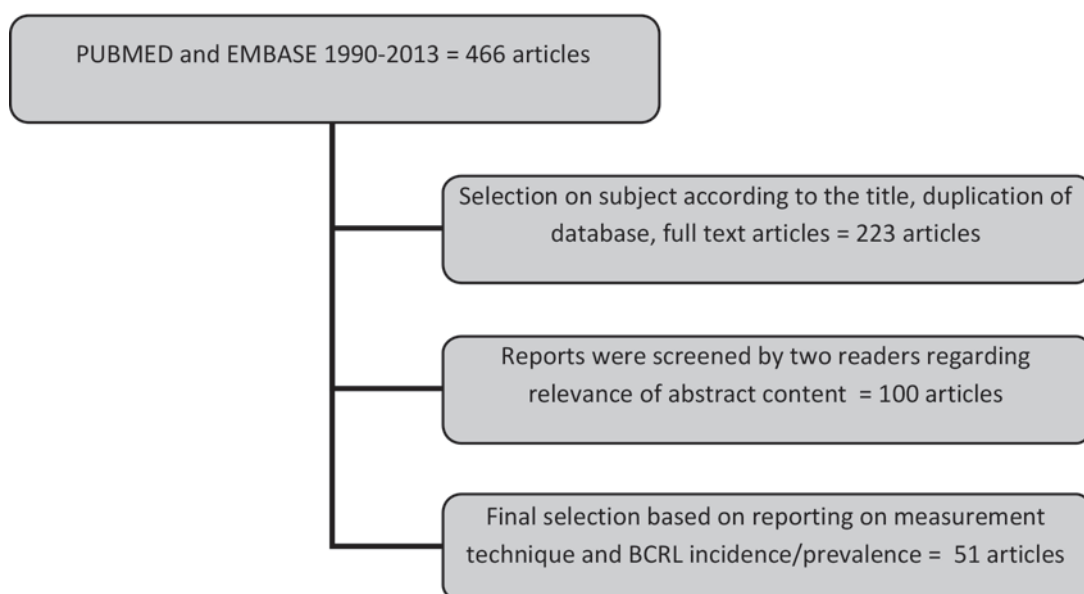 PUBMED and EMBASE 1990-2013 = 466 articles
Selection on subject according to the title, duplication of
database, full text articles = 223 articles
Reports were screened by two readers regarding
relevance of abstract content = 100 articles
Final selection based on reporting on measurement
technique and BCRL incidence/prevalence = 51 articles